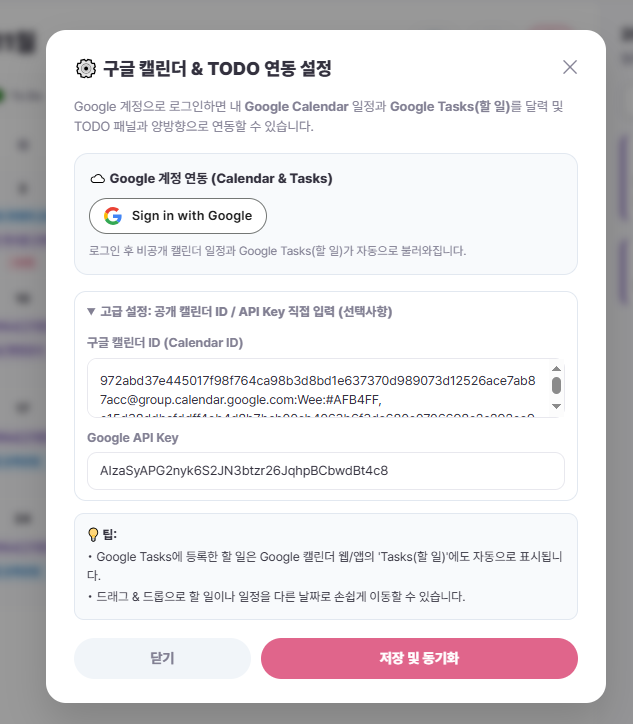 구글 캘린더 & TODO 연동 설정
Google 계정으로 로그인하면 내 Google Calendar 일정과 Google Tasks(할 일)를 달력 및
TODO 패널과 양방향으로 연동할 수 있습니다.
Google 계정 연동 (Calendar & Tasks)
Sign in with Google
로그인 후 비공개 캘린더 일정과 Google Tasks(할 일)가 자동으로 불러와집니다.
▼ 고급 설정: 공개 캘린더 ID / API Key 직접 입력 (선택사항)
구글 캘린더 ID (Calendar ID)
972abd37e445017f98f764ca98b3d8bd1e637370d989073d12526ace7ab8
7acc@group.calendar.google.com:Wee:#AFB4FF,
Google API Key
AIzaSyAPG2nyk6S2JN3btzr26JqhpBCbwdBt4c8
팁:
• Google Tasks에 등록한 할 일은 Google 캘린더 웹/앱의 'Tasks(할 일)'에도 자동으로 표시됩니
다.
• 드래그 & 드롭으로 할 일이나 일정을 다른 날짜로 손쉽게 이동할 수 있습니다.
닫기
저장 및 동기화